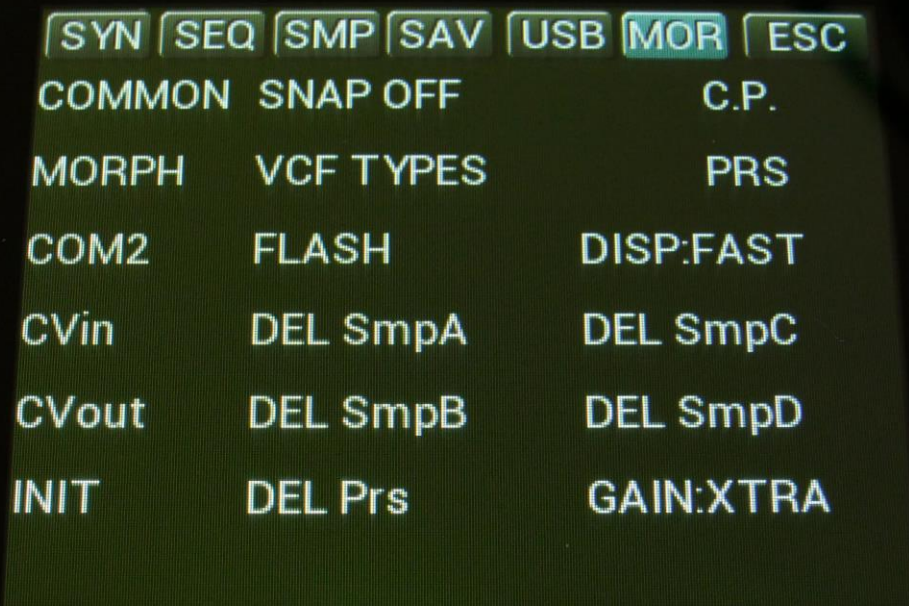 SYN SEQ SMP SAV USB MOR ESC
COMMON SNAP OFF C.P.
MORPH VCF TYPES PRS
COM2 FLASH DISP:FAST
CVin DEL SmpA DEL SmpC
CVout DEL SmpB DEL SmpD
INIT DEL Prs GAIN:XTRA